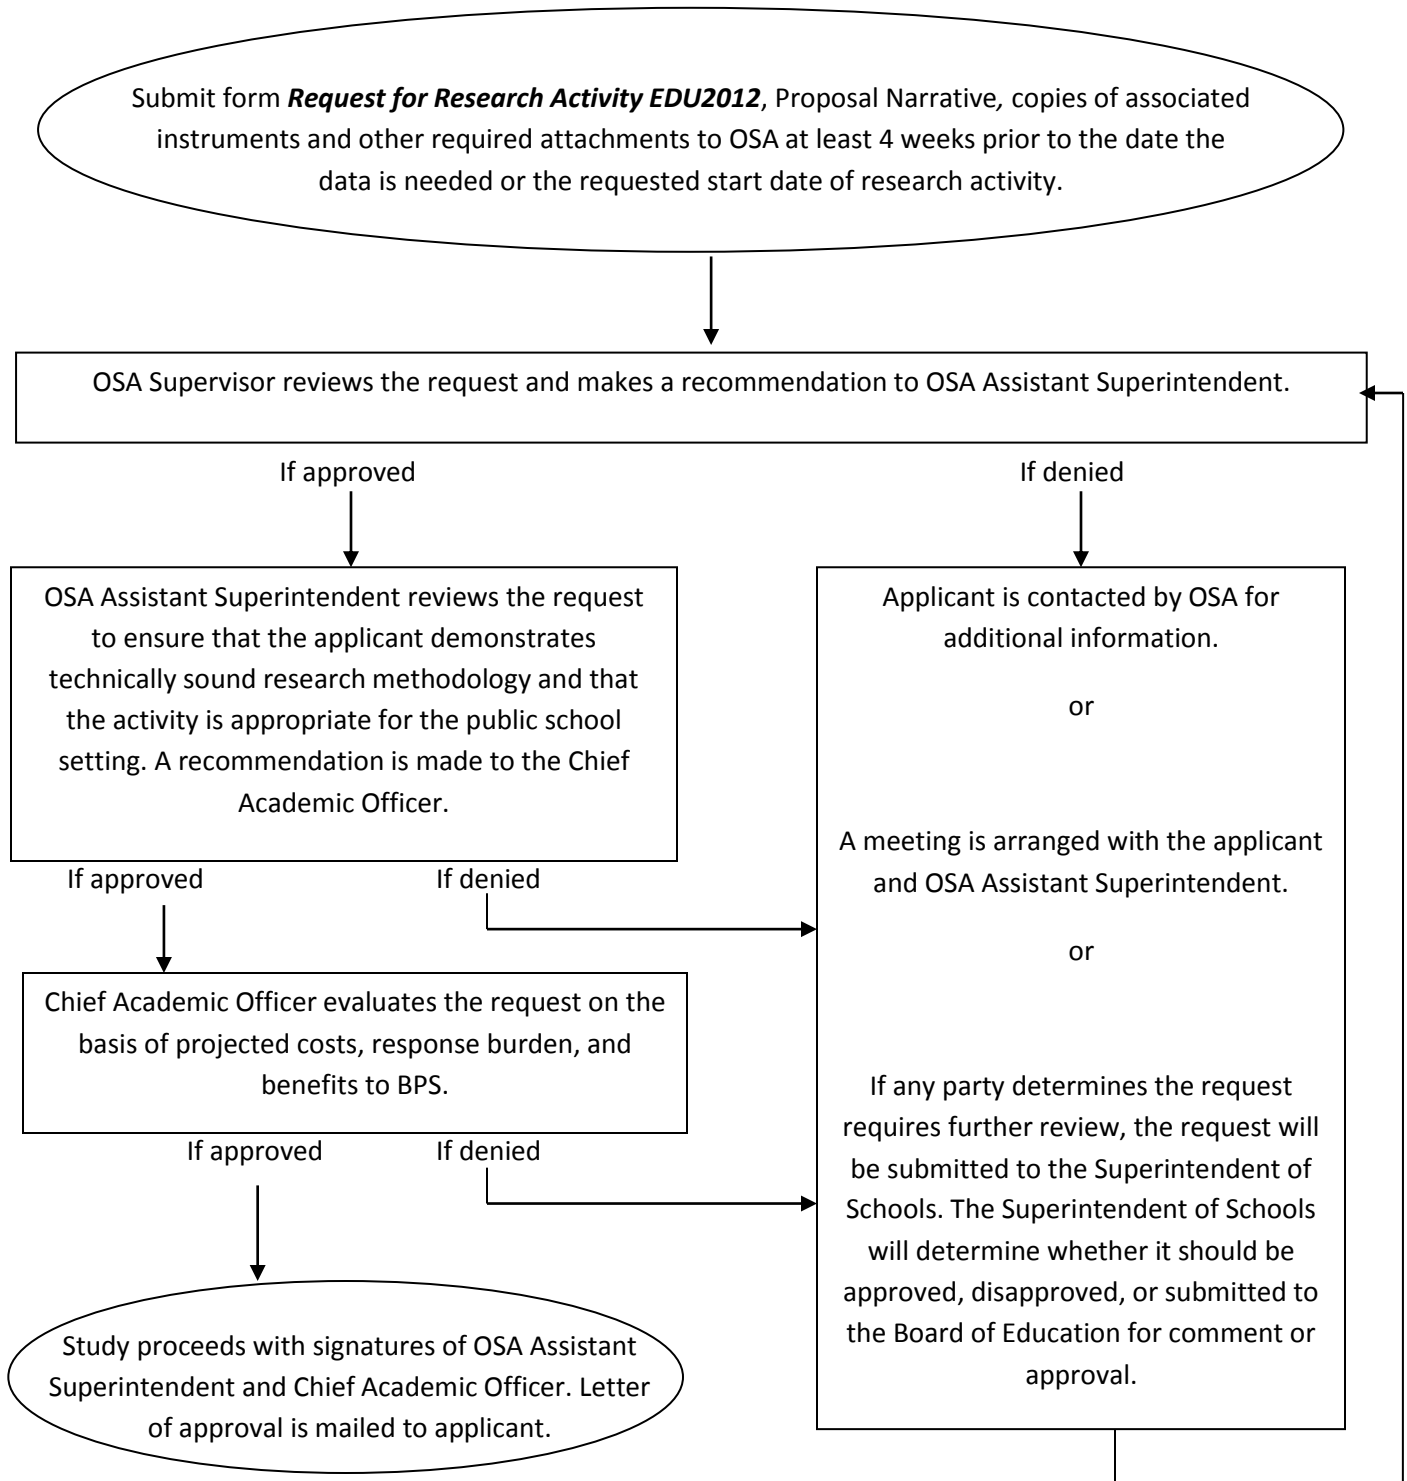 Submit form Request for Research Activity EDU2012, Proposal Narrative, copies of associated
instruments and other required attachments to OSA at least 4 weeks prior to the date the
data is needed or the requested start date of research activity.
OSA Supervisor reviews the request and makes a recommendation to OSA Assistant Superintendent.
If approved
If denied
OSA Assistant Superintendent reviews the request
to ensure that the applicant demonstrates
technically sound research methodology and that
the activity is appropriate for the public school
setting. A recommendation is made to the Chief
Academic Officer.
If approved
If denied
Chief Academic Officer evaluates the request on the
basis of projected costs, response burden, and
benefits to BPS.
If approved
If denied
Study proceeds with signatures of OSA Assistant
Superintendent and Chief Academic Officer. Letter
of approval is mailed to applicant.
Applicant is contacted by OSA for
additional information.
or
A meeting is arranged with the applicant
and OSA Assistant Superintendent.
or
If any party determines the request
requires further review, the request will
be submitted to the Superintendent of
Schools. The Superintendent of Schools
will determine whether it should be
approved, disapproved, or submitted to
the Board of Education for comment or
approval.